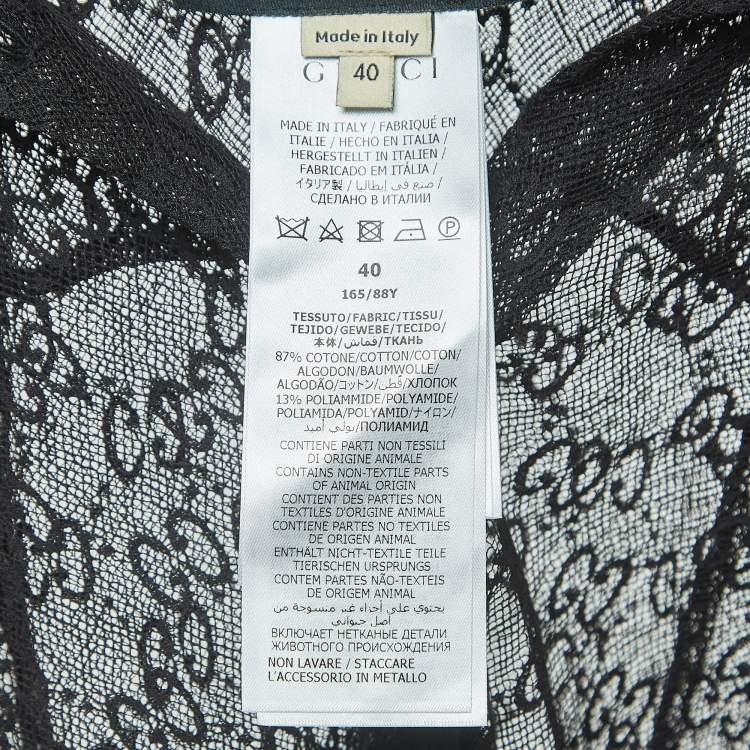 Made in Italy
G CI
40
MADE IN ITALY / FABRIQUÉ EN
ITALIE / HECHO EN ITALIA /
HERGESTELLT IN ITALIEN /
FABRICADO EM ITÁLIA /
イタリア製 / صنع في إيطاليا /
СДЕЛАНО В ИТАЛИИ
P
40
165/88Y
TESSUTO/FABRIC/TISSU/
TEJIDO/GEWEBE/TECIDO/
本体/قماش/ТКАНЬ
87% COTONE/COTTON/COTON/
ALGODON/BAUMWOLLE/
ALGODÃO/コットン/قطن/ХЛОПОК
13% POLIAMMIDE/POLYAMIDE/
POLIAMIDA/POLYAMID/ナイロン/
بولي أميد/ПОЛИАМИД
CONTIENE PARTI NON TESSILI
DI ORIGINE ANIMALE
CONTAINS NON-TEXTILE PARTS
OF ANIMAL ORIGIN
CONTIENT DES PARTIES NON
TEXTILES D'ORIGINE ANIMALE
CONTIENE PARTES NO TEXTILES
DE ORIGEN ANIMAL
ENTHÄLT NICHT-TEXTILE TEILE
TIERISCHEN URSPRUNGS
CONTEM PARTES NÃO-TEXTEIS
DE ORIGEM ANIMAL
يحتوي على أجزاء غير منسوجة من
أصل حيواني
ВКЛЮЧАЕТ НЕТКАНЫЕ ДЕТАЛИ
ЖИВОТНОГО ПРОИСХОЖДЕНИЯ
NON LAVARE / STACCARE
L'ACCESSORIO IN METALLO